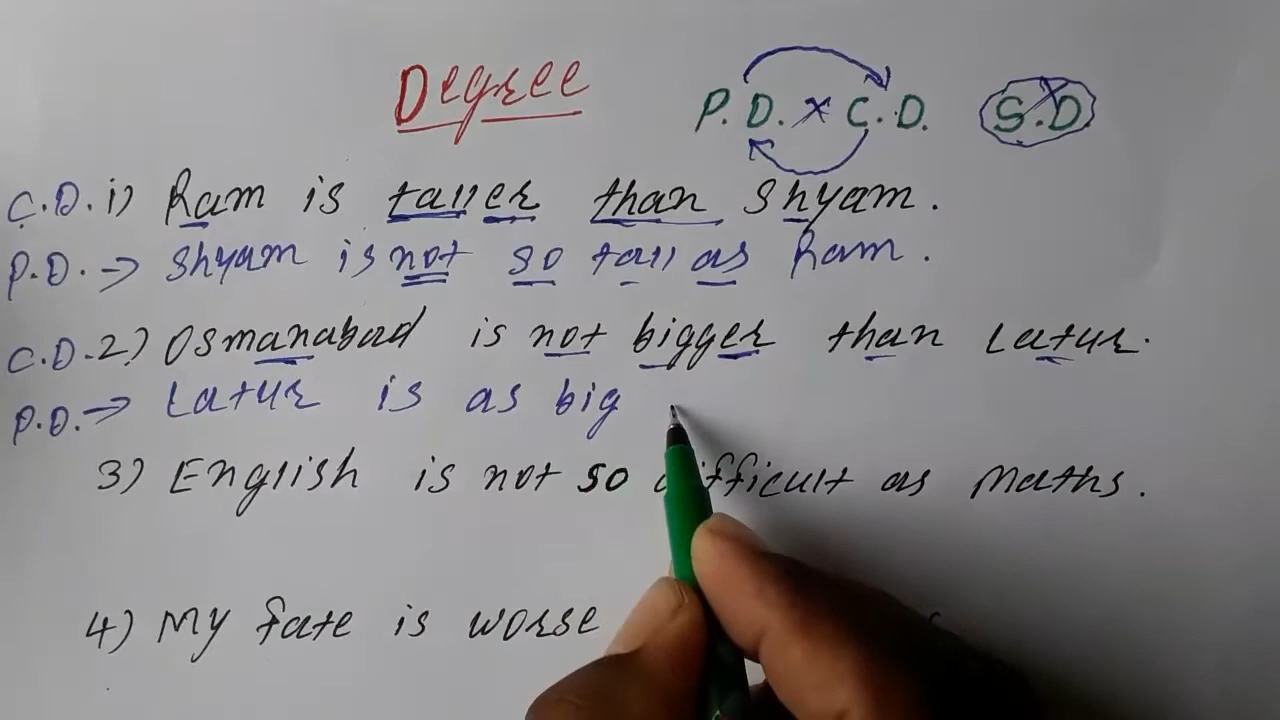 Degree P.D. × C.D. S.D
C.D. 1) Ram is taller than Shyam.
P.D. → Shyam is not so tall as Ram.
C.D. 2) Osmanabad is not bigger than Latur.
P.D. → Latur is as big
3) English is not so difficult as Maths.
4) My fate is worse